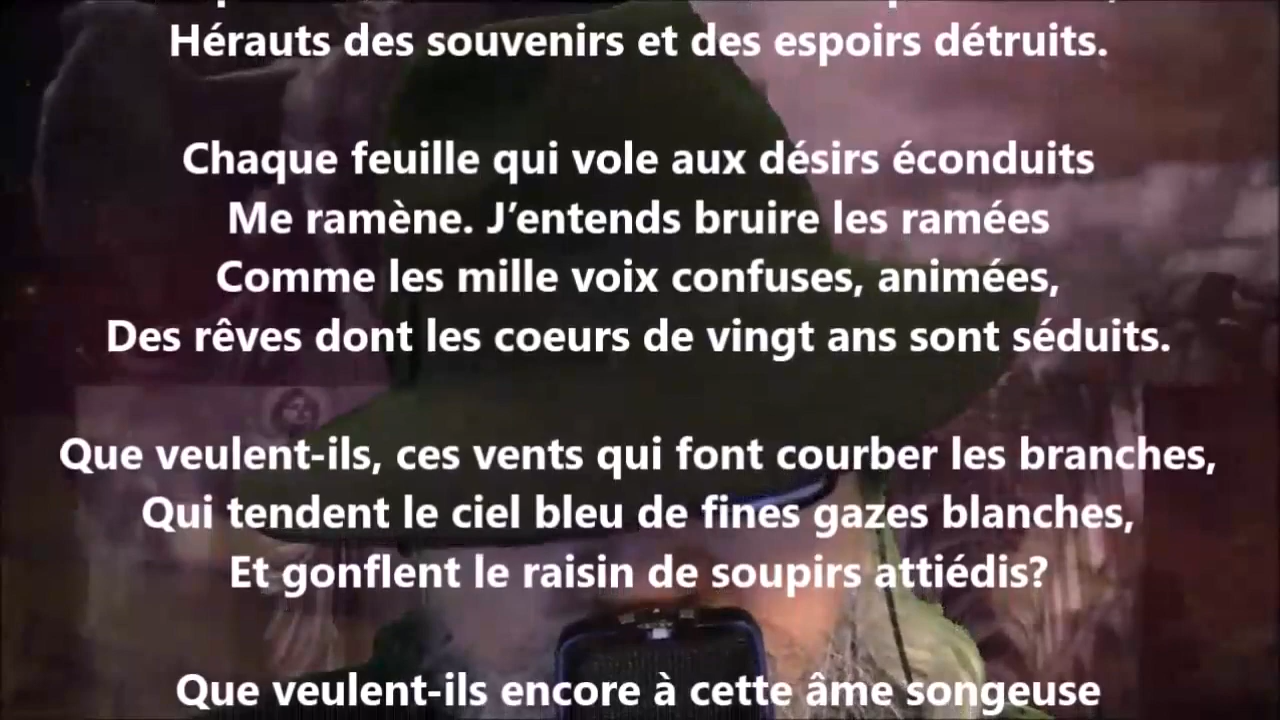 Hérauts des souvenirs et des espoirs détruits.
Chaque feuille qui vole aux désirs éconduits
Me ramène. J’entends bruire les ramées
Comme les mille voix confuses, animées,
Des rêves dont les coeurs de vingt ans sont séduits.
Que veulent-ils, ces vents qui font courber les branches,
Qui tendent le ciel bleu de fines gazes blanches,
Et gonflent le raisin de soupirs attiédis?
Que veulent-ils encore à cette âme songeuse